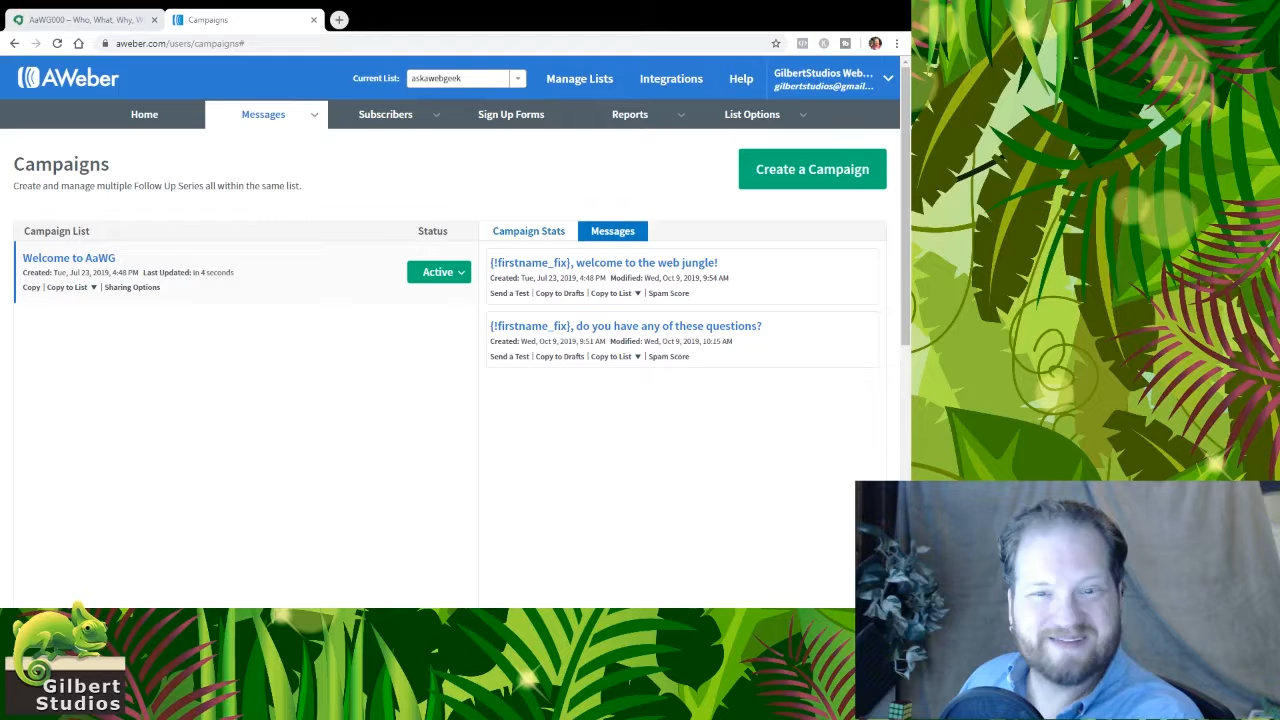 AaWG000 – Who, What, Why, W
Campaigns
aweber.com/users/campaigns#
AWeber
Current List:
askawebgeek
Manage Lists
Integrations
Help
GilbertStudios Web...
gilbertstudios@gmail...
Home
Messages
Subscribers
Sign Up Forms
Reports
List Options
Campaigns
Create and manage multiple Follow Up Series all within the same list.
Create a Campaign
Campaign List
Status
Welcome to AaWG
Created: Tue, Jul 23, 2019, 4:48 PM Last Updated: in 4 seconds
Copy | Copy to List ▼ | Sharing Options
Active
Campaign Stats
Messages
{!firstname_fix}, welcome to the web jungle!
Created: Tue, Jul 23, 2019, 4:48 PM Modified: Wed, Oct 9, 2019, 9:54 AM
Send a Test | Copy to Drafts | Copy to List ▼ | Spam Score
{!firstname_fix}, do you have any of these questions?
Created: Wed, Oct 9, 2019, 9:51 AM Modified: Wed, Oct 9, 2019, 10:15 AM
Send a Test | Copy to Drafts | Copy to List ▼ | Spam Score
Gilbert
Studios